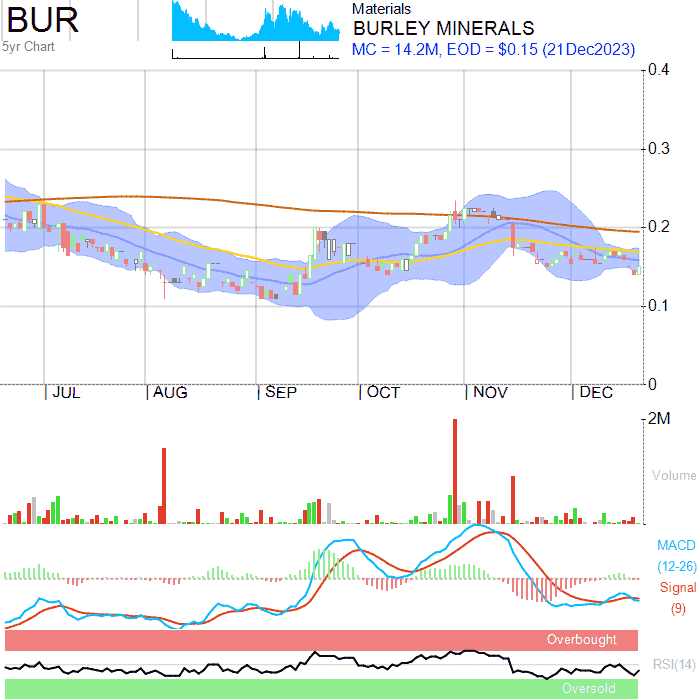 BUR
5yr Chart
Materials
BURLEY MINERALS
MC = 14.2M, EOD = $0.15 (21Dec2023)
0.4
0.3
0.2
0.1
0
JUL AUG SEP OCT NOV DEC
2M
Volume
MACD
(12-26)
Signal
(9)
Overbought
RSI(14)
Oversold